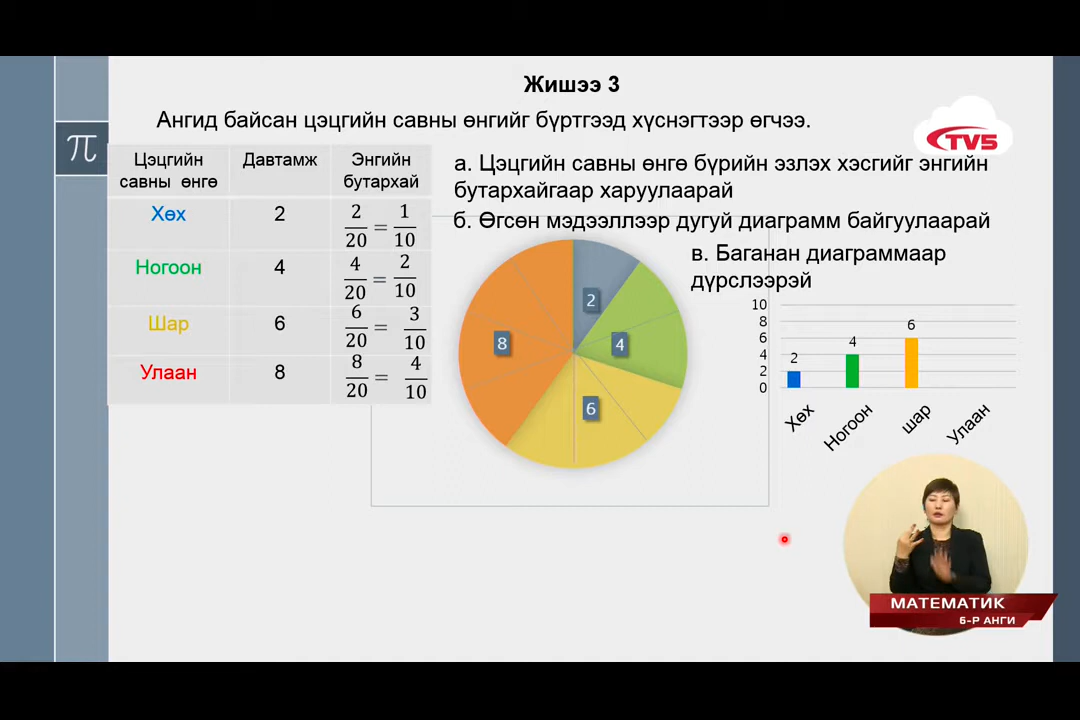 Жишээ 3
Ангид байсан цэцгийн савны өнгийг бүртгээд хүснэгтээр өгчээ.
π
TV5
Цэцгийн савны өнгө
Давтамж
Энгийн бутархай
Хөх 2 2/20 = 1/10
Ногоон 4 4/20 = 2/10
Шар 6 6/20 = 3/10
Улаан 8 8/20 = 4/10
а. Цэцгийн савны өнгө бүрийн эзлэх хэсгийг энгийн
бутархайгаар харуулаарай
б. Өгсөн мэдээллээр дугуй диаграмм байгуулаарай
в. Баганан диаграммаар
дүрслээрэй
2
4
6
8
10
8
6
4
2
0
2
4
6
Хөх
Ногоон
шар
Улаан
МАТЕМАТИК
6-Р АНГИ